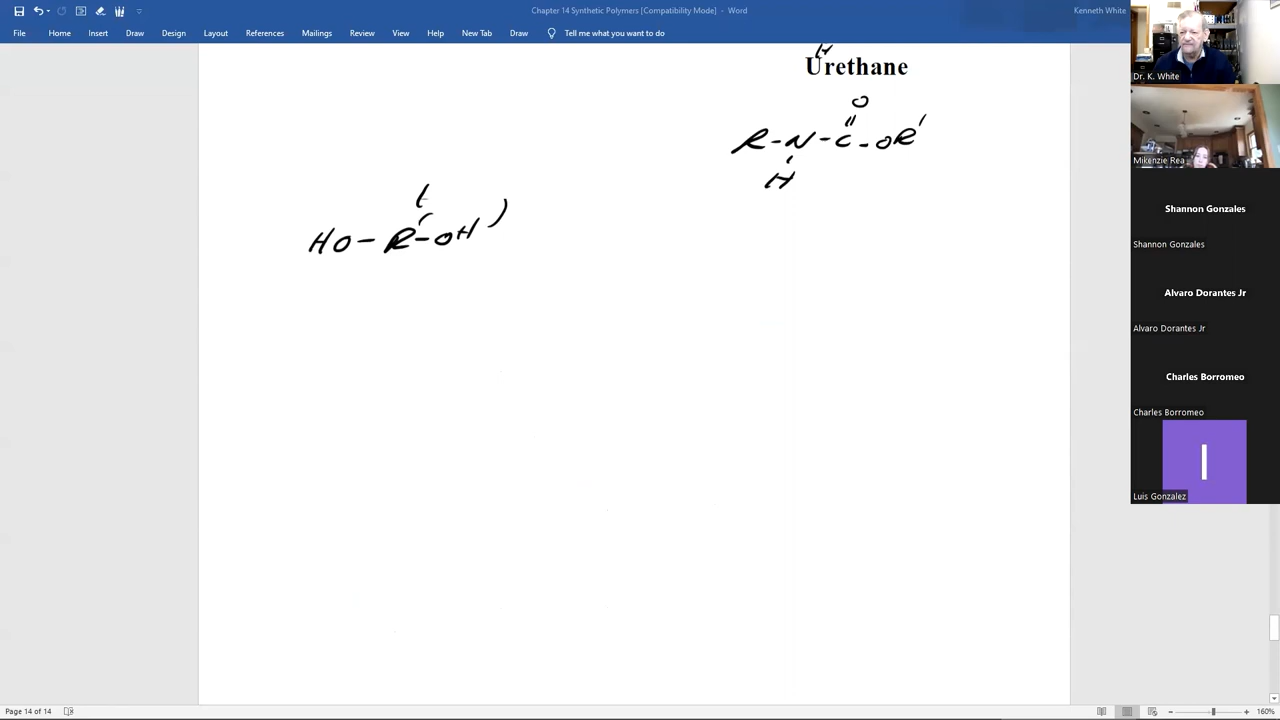 Chapter 14 Synthetic Polymers [Compatibility Mode] - Word
Kenneth White
File Home Insert Draw Design Layout References Mailings Review View Help New Tab Draw Tell me what you want to do
H
Urethane
O
R-N-C-OR'
H
HO-R-OH
Dr. K. White
Mikenzie Rea
Shannon Gonzales
Shannon Gonzales
Alvaro Dorantes Jr
Alvaro Dorantes Jr
Charles Borromeo
Charles Borromeo
l
Luis Gonzalez
Page 14 of 14
160%